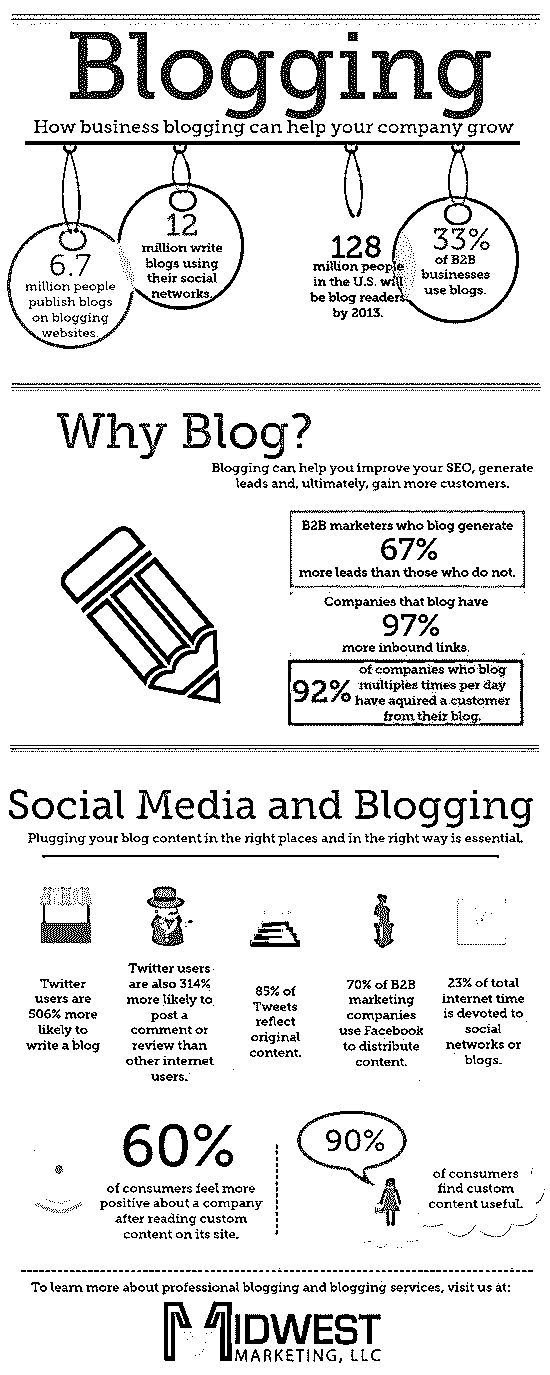 Blogging
How business blogging can help your company grow
6.7
million people
publish blogs
on blogging
websites.
12
million write
blogs using
their social
networks.
128
million people
in the U.S. will
be blog readers
by 2013.
33%
of B2B
businesses
use blogs.
Why Blog?
Blogging can help you improve your SEO, generate
leads and, ultimately, gain more customers.
B2B marketers who blog generate
67%
more leads than those who do not.
Companies that blog have
97%
more inbound links.
92%
of companies who blog
multiples times per day
have aquired a customer
from their blog.
Social Media and Blogging
Plugging your blog content in the right places and in the right way is essential.
Twitter
users are
506% more
likely to
write a blog
Twitter users
are also 314%
more likely to
post a
comment or
review than
other internet
users.
85% of
Tweets
reflect
original
content.
70% of B2B
marketing
companies
use Facebook
to distribute
content.
23% of total
internet time
is devoted to
social
networks or
blogs.
60%
of consumers feel more
positive about a company
after reading custom
content on its site.
90%
of consumers
find custom
content useful.
To learn more about professional blogging and blogging services, visit us at:
MIDWEST
MARKETING, LLC